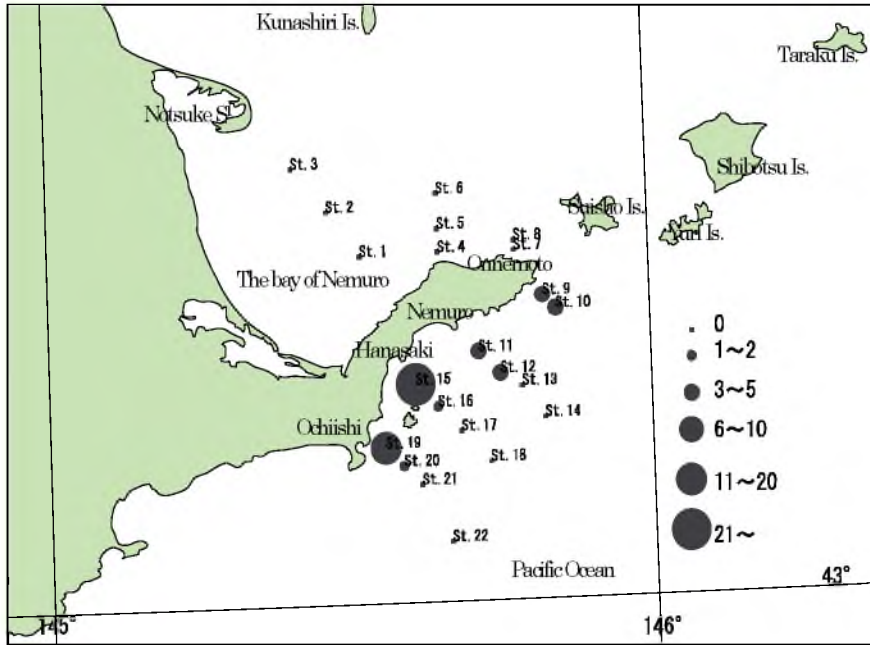 Kunashiri Is.
Taraku Is.
Notsuke St
Shibotsu Is.
St. 3
St. 6
St. 2
Suisho Is.
St. 5
St. 8
Yuri Is.
St. 1
St. 4
St. 7
Onnemoto
The bay of Nemuro
St. 9
St. 10
Nemuro
0
Hanasaki
St. 11
1～2
St. 12
St. 15
St. 13
3～5
St. 16
St. 14
Ochiishi
St. 17
6～10
St. 19
St. 20
St. 18
St. 21
11～20
St. 22
21～
Pacific Ocean
43°
145°
146°